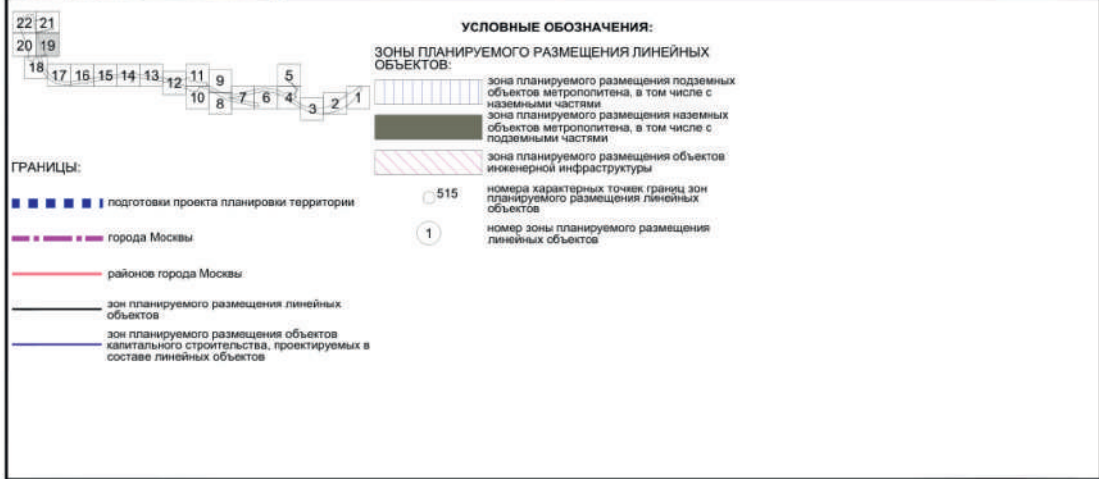 22 21
20 19
18 17 16 15 14 13 12 11 9 5
10 8 7 6 4 3 2 1
УСЛОВНЫЕ ОБОЗНАЧЕНИЯ:
ЗОНЫ ПЛАНИРУЕМОГО РАЗМЕЩЕНИЯ ЛИНЕЙНЫХ
ОБЪЕКТОВ:
зона планируемого размещения подземных
объектов метрополитена, в том числе с
наземными частями
зона планируемого размещения наземных
объектов метрополитена, в том числе с
подземными частями
зона планируемого размещения объектов
инженерной инфраструктуры
515
номера характерных точкек границ зон
планируемого размещения линейных
объектов
1
номер зоны планируемого размещения
линейных объектов
ГРАНИЦЫ:
подготовки проекта планировки территории
города Москвы
районов города Москвы
зон планируемого размещения линейных
объектов
зон планируемого размещения объектов
капитального строительства, проектируемых в
составе линейных объектов